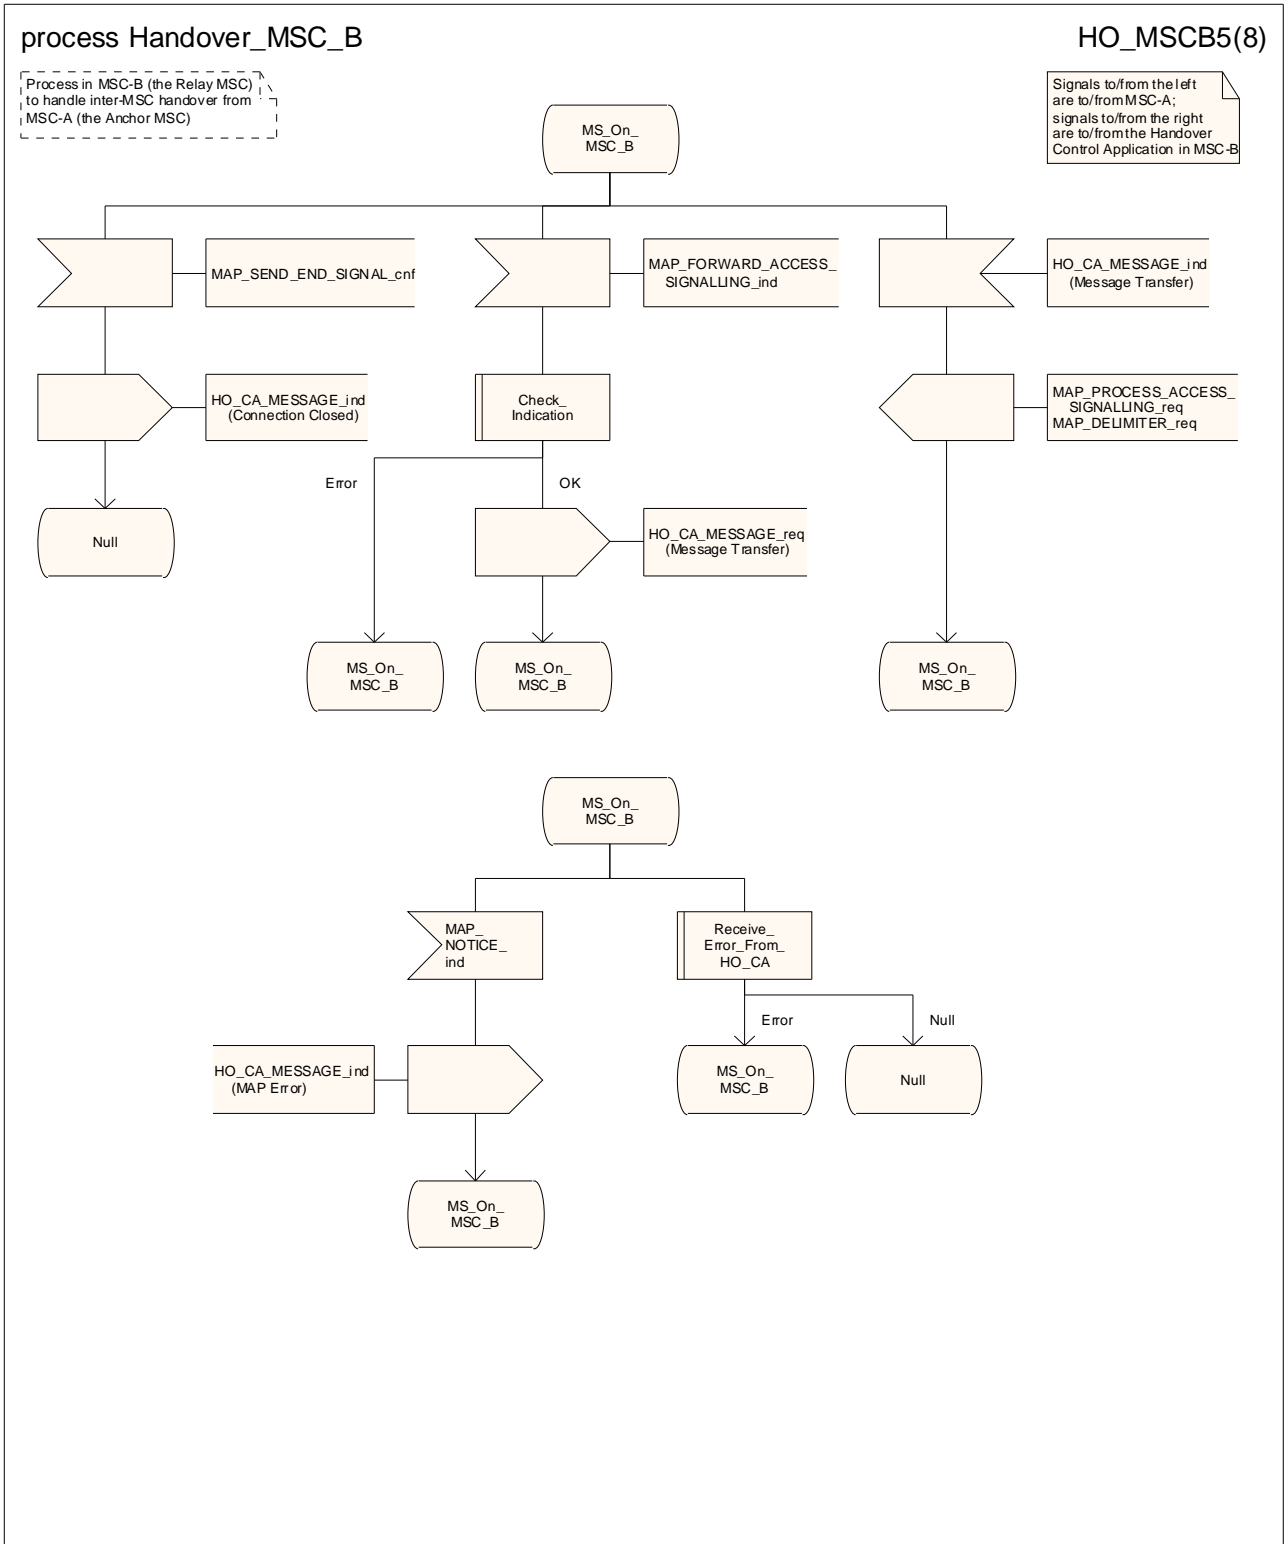 process Handover_MSC_B
HO_MSCB5(8)
Process in MSC-B (the Relay MSC)
to handle inter-MSC handover from
MSC-A (the Anchor MSC)
Signals to/from the left
are to/from MSC-A;
signals to/from the right
are to/from the Handover
Control Application in MSC-B
MS_On_
MSC_B
MAP_SEND_END_SIGNAL_cnf
MAP_FORWARD_ACCESS_
SIGNALLING_ind
HO_CA_MESSAGE_ind
(Message Transfer)
HO_CA_MESSAGE_ind
(Connection Closed)
Check_
Indication
MAP_PROCESS_ACCESS_
SIGNALLING_req
MAP_DELIMITER_req
Error
OK
Null
HO_CA_MESSAGE_req
(Message Transfer)
MS_On_
MSC_B
MS_On_
MSC_B
MS_On_
MSC_B
MS_On_
MSC_B
MAP_
NOTICE_
ind
Receive_
Error_From_
HO_CA
Error
Null
HO_CA_MESSAGE_ind
(MAP Error)
MS_On_
MSC_B
Null
MS_On_
MSC_B